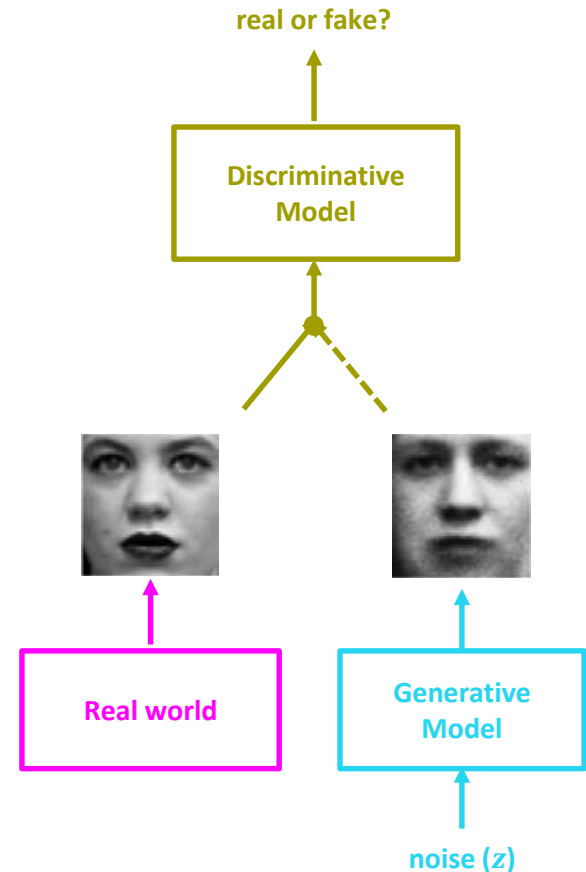 real or fake?
Discriminative
Model
Real world
Generative
Model
noise (z)